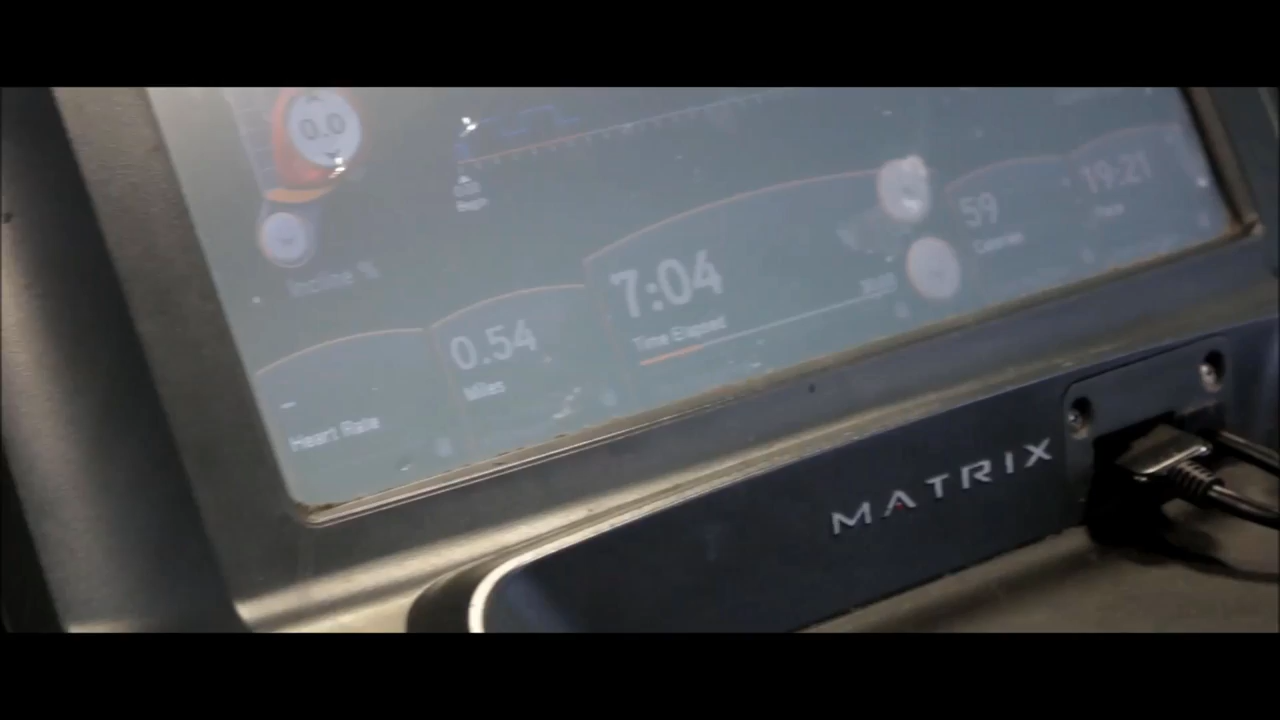 0.0
Incline %
Heart Rate
0.54
Miles
7:04
Time Elapsed
59
Calories
19:21
Pace
MATRIX